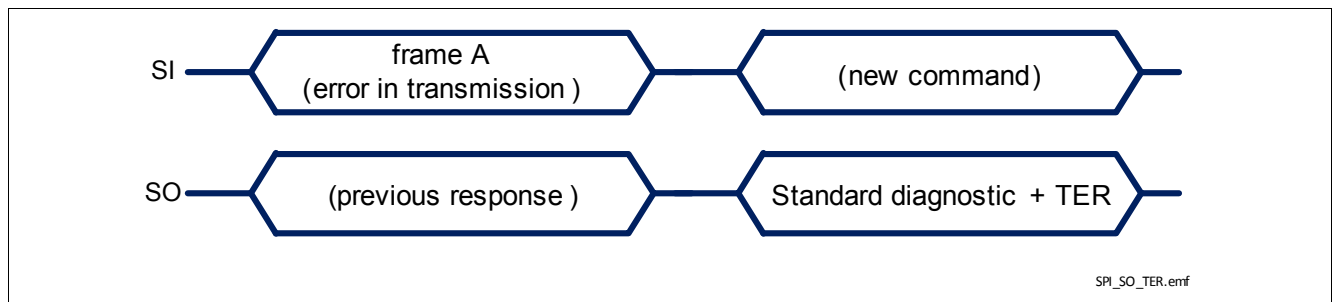 SI
frame A
(error in transmission )
(new command)
SO
(previous response )
Standard diagnostic + TER
SPI_SO_TER.emf